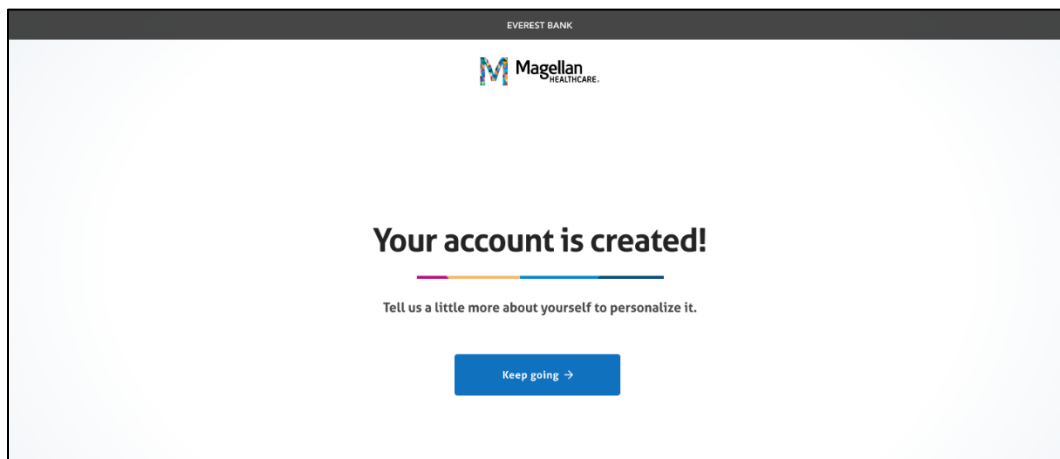 EVEREST BANK
Magellan
HEALTHCARE.
Your account is created!
Tell us a little more about yourself to personalize it.
Keep going →